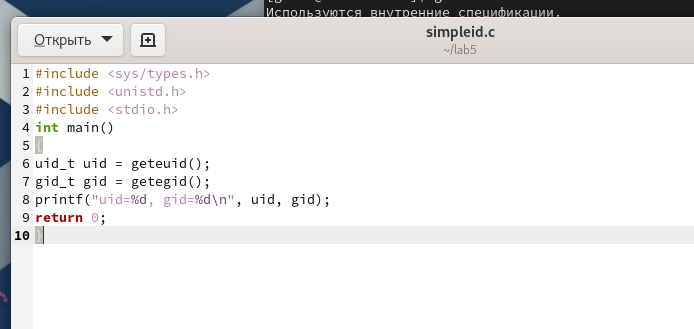 Используются внутренние спецификации.
Открыть
simpleid.c
~/lab5
1 #include <sys/types.h>
2 #include <unistd.h>
3 #include <stdio.h>
4 int main()
5 {
6 uid_t uid = geteuid();
7 gid_t gid = getegid();
8 printf("uid=%d, gid=%d\n", uid, gid);
9 return 0;
10 }